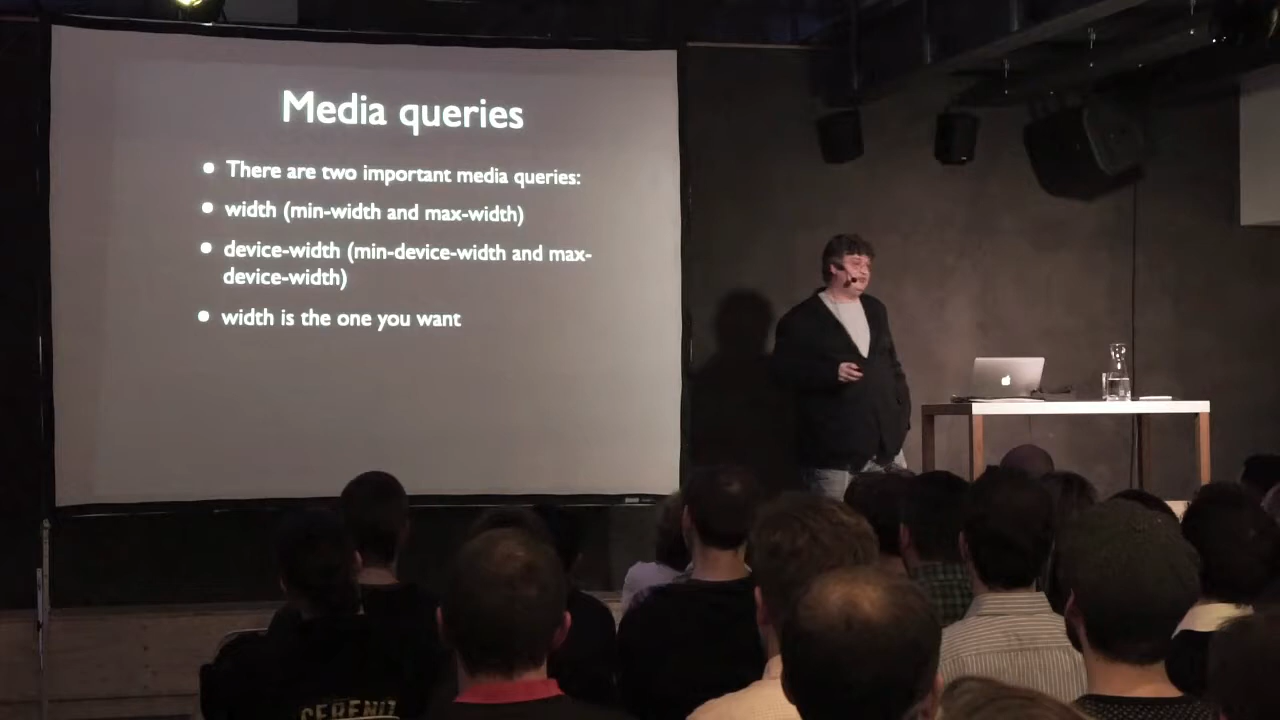 Media queries
• There are two important media queries:
• width (min-width and max-width)
• device-width (min-device-width and max-
device-width)
• width is the one you want